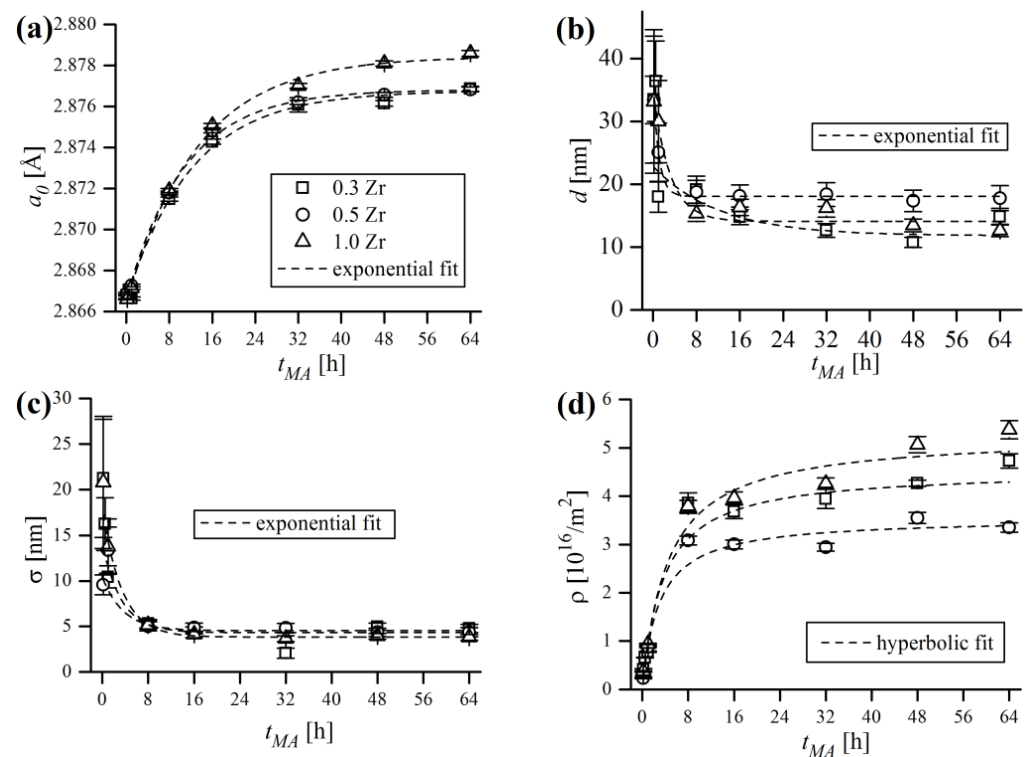 (a)
2.880
2.878
2.876
2.874
2.872
2.870
2.868
2.866
a0 [Å]
0.3 Zr
0.5 Zr
1.0 Zr
exponential fit
0 8 16 24 32 40 48 56 64
tMA [h]
(b)
40
30
20
10
0
d [nm]
exponential fit
0 8 16 24 32 40 48 56 64
tMA [h]
(c)
30
25
20
15
10
5
0
σ [nm]
exponential fit
0 8 16 24 32 40 48 56 64
tMA [h]
(d)
6
5
4
3
2
1
0
ρ [10^16/m^2]
hyperbolic fit
0 8 16 24 32 40 48 56 64
tMA [h]